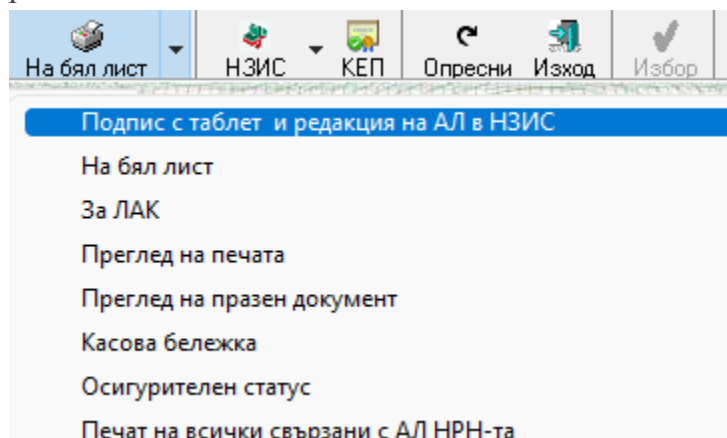 На бял лист НЗИС КЕП Опресни Изход Избор
Подпис с таблет и редакция на АЛ в НЗИС
На бял лист
За ЛАК
Преглед на печата
Преглед на празен документ
Касова бележка
Осигурителен статус
Печат на всички свързани с АЛ НРН-та